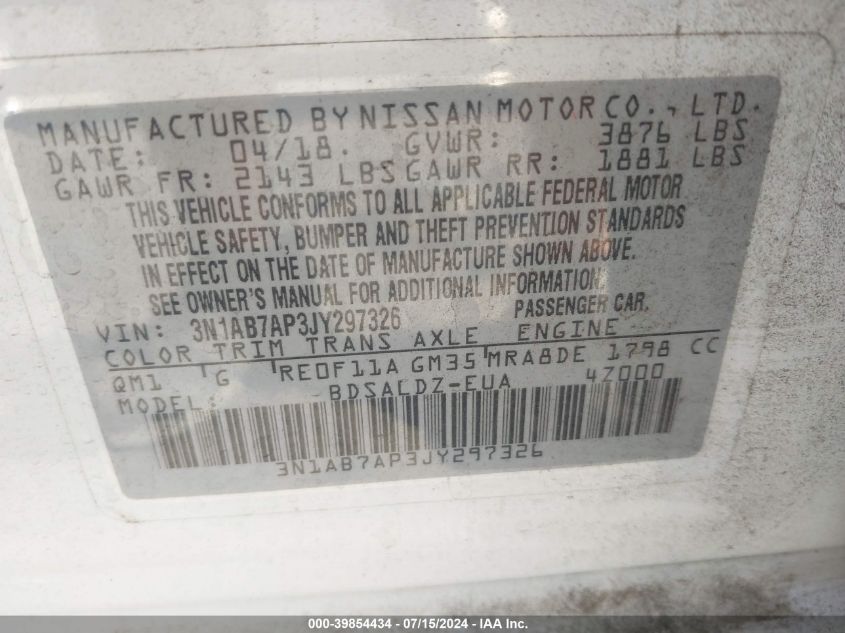 MANUFACTURED BY NISSAN MOTOR CO., LTD.
DATE: 04/18. GVWR: 3876 LBS
GAWR FR: 2143 LBS GAWR RR: 1881 LBS
THIS VEHICLE CONFORMS TO ALL APPLICABLE FEDERAL MOTOR
VEHICLE SAFETY, BUMPER AND THEFT PREVENTION STANDARDS
IN EFFECT ON THE DATE OF MANUFACTURE SHOWN ABOVE.
SEE OWNER'S MANUAL FOR ADDITIONAL INFORMATION.
VIN: 3N1AB7AP3JY297326 PASSENGER CAR.
COLOR TRIM TRANS AXLE ENGINE
QM1 G RE0F11A GM35 MRA8DE 1798 CC
MODEL: BDSALDZ-EUA 4Z000
3N1AB7AP3JY297326
000-39854434 - 07/15/2024 - IAAI Inc.